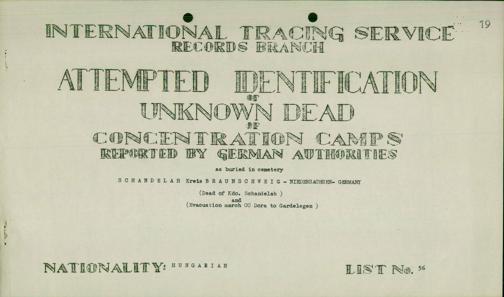 19
INTERNATIONAL TRACING SERVICE
RECORDS BRANCH
ATTEMPTED IDENTIFICATION
OF
UNKNOWN DEAD
OF
CONCENTRATION CAMPS
REPORTED BY GERMAN AUTHORITIES
as buried in cemetery
SCHANDELAH Kreis BRAUNSCHWEIG - NIEDERSACHSEN- GERMANY
(Dead of Kdo. Schandelah )
and
(Evacuation march CC Dora to Gardelegen )
NATIONALITY: HUNGARIAN LIST No. 56